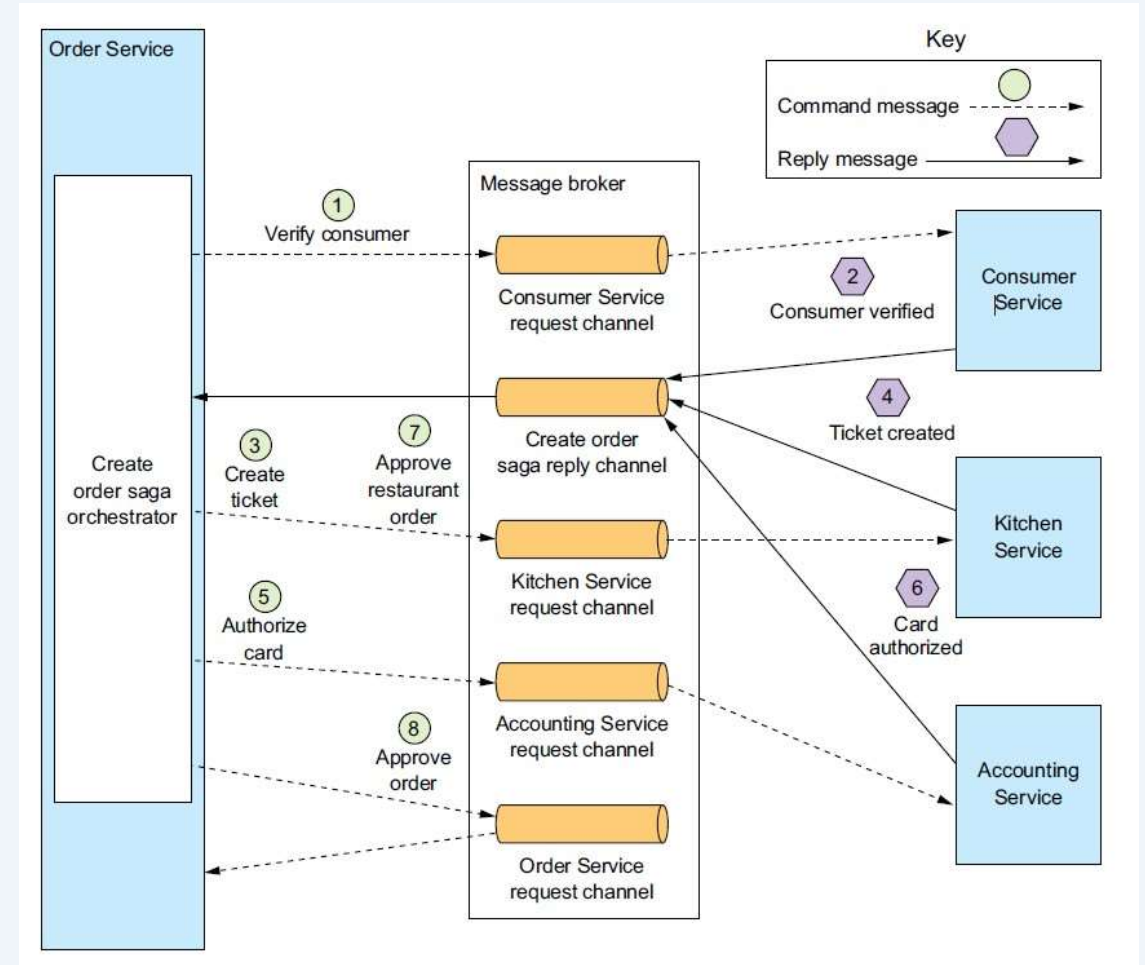 Order Service
Key
Command message
Reply message
Message broker
1
Verify consumer
Consumer Service
request channel
2
Consumer verified
Consumer
Service
Create order
saga reply channel
4
Ticket created
3
Create
ticket
7
Approve
restaurant
order
Create
order saga
orchestrator
Kitchen Service
request channel
Kitchen
Service
5
Authorize
card
6
Card
authorized
Accounting Service
request channel
8
Approve
order
Accounting
Service
Order Service
request channel